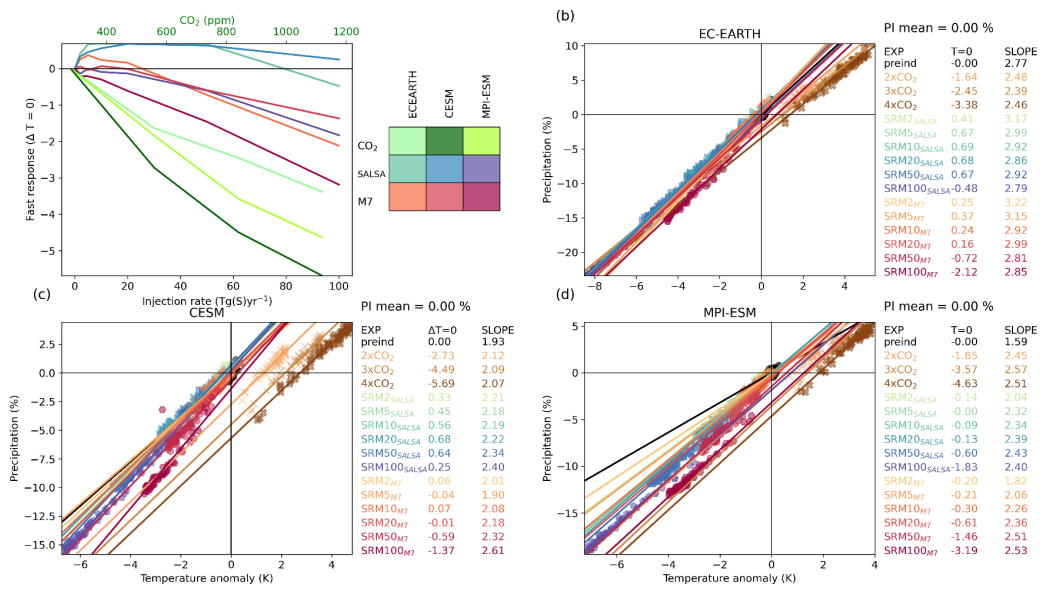 CO₂ (ppm)
400 600 800 1000 1200
0
−1
−2
−3
−4
−5
Fast response (Δ T = 0)
0 20 40 60 80 100
Injection rate (Tg(S)yr⁻¹)
ECEARTH CESM MPI-ESM
CO₂
SALSA
M7
(b)
EC-EARTH
PI mean = 0.00 %
10
5
0
−5
−10
−15
−20
Precipitation (%)
−8 −6 −4 −2 0 2 4
EXP T=0 SLOPE
preind -0.00 2.77
2xCO₂ -1.64 2.48
3xCO₂ -2.45 2.39
4xCO₂ -3.38 2.46
SRM2SALSA 0.41 3.17
SRM5SALSA 0.67 2.99
SRM10SALSA 0.69 2.92
SRM20SALSA 0.68 2.86
SRM50SALSA 0.67 2.92
SRM100SALSA -0.48 2.79
SRM2M7 0.25 3.22
SRM5M7 0.37 3.15
SRM10M7 0.24 2.92
SRM20M7 0.16 2.99
SRM50M7 -0.72 2.81
SRM100M7 -2.12 2.85
(c)
CESM
PI mean = 0.00 %
2.5
0.0
−2.5
−5.0
−7.5
−10.0
−12.5
−15.0
Precipitation (%)
−6 −4 −2 0 2 4
Temperature anomaly (K)
EXP ΔT=0 SLOPE
preind 0.00 1.93
2xCO₂ -2.73 2.12
3xCO₂ -4.49 2.09
4xCO₂ -5.69 2.07
SRM2SALSA 0.33 2.21
SRM5SALSA 0.45 2.18
SRM10SALSA 0.56 2.19
SRM20SALSA 0.68 2.22
SRM50SALSA 0.64 2.34
SRM100SALSA 0.25 2.40
SRM2M7 0.06 2.01
SRM5M7 -0.04 1.90
SRM10M7 0.07 2.08
SRM20M7 -0.01 2.18
SRM50M7 -0.59 2.32
SRM100M7 -1.37 2.61
(d)
MPI-ESM
PI mean = 0.00 %
5
0
−5
−10
−15
Precipitation (%)
−6 −4 −2 0 2 4
Temperature anomaly (K)
EXP T=0 SLOPE
preind 0.00 1.59
2xCO₂ -1.85 2.45
3xCO₂ -3.57 2.57
4xCO₂ -4.63 2.51
SRM2SALSA -0.14 2.04
SRM5SALSA -0.00 2.32
SRM10SALSA -0.09 2.34
SRM20SALSA -0.13 2.39
SRM50SALSA -0.60 2.43
SRM100SALSA -1.83 2.40
SRM2M7 -0.20 1.82
SRM5M7 -0.21 2.06
SRM10M7 -0.30 2.26
SRM20M7 -0.61 2.36
SRM50M7 -1.46 2.51
SRM100M7 -3.19 2.53